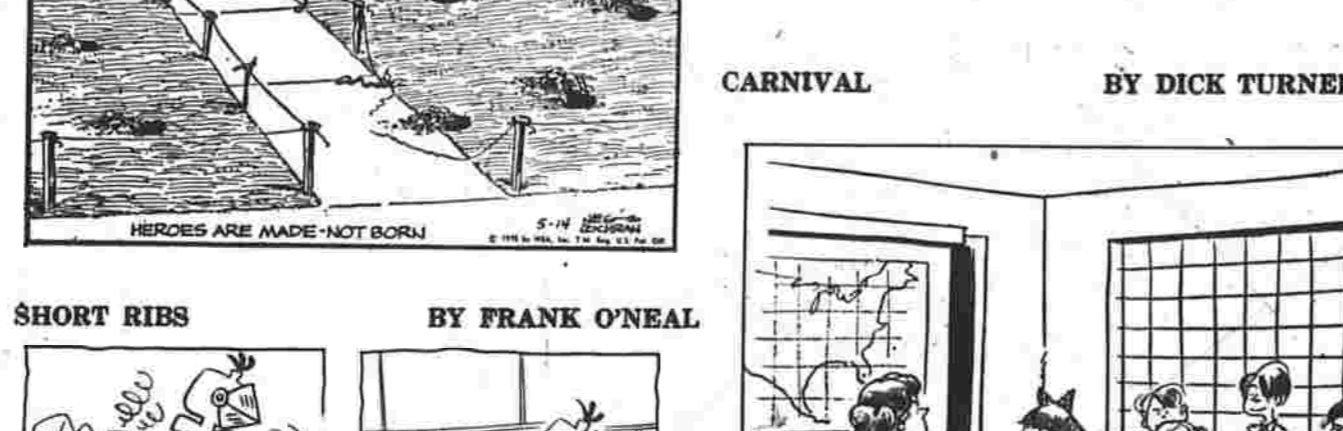 HEROES ARE MADE-NOT BORN
5-14
SHORT RIBS
BY FRANK O'NEAL
CARNIVAL
BY DICK TURNER